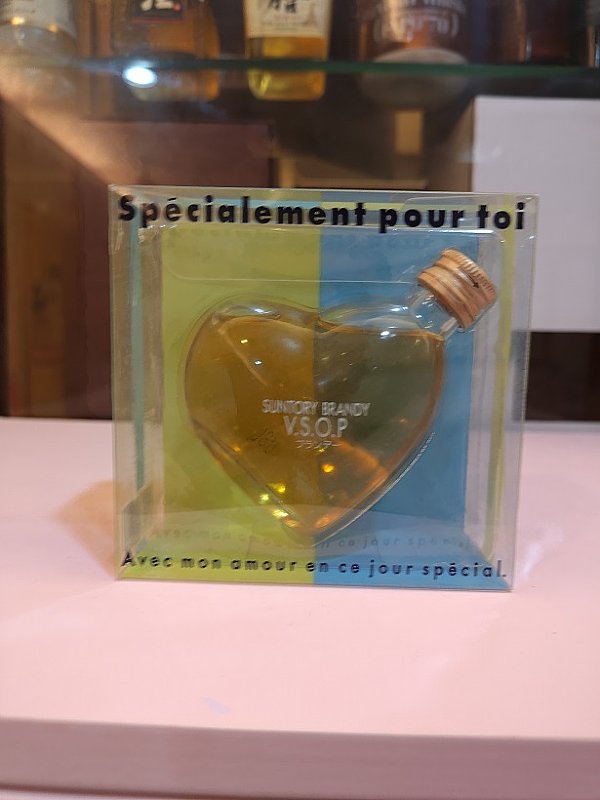 Spécialement pour toi
SUNTORY BRANDY
V.S.O.P
ブランデー
Avec mon amour en ce jour spécial.